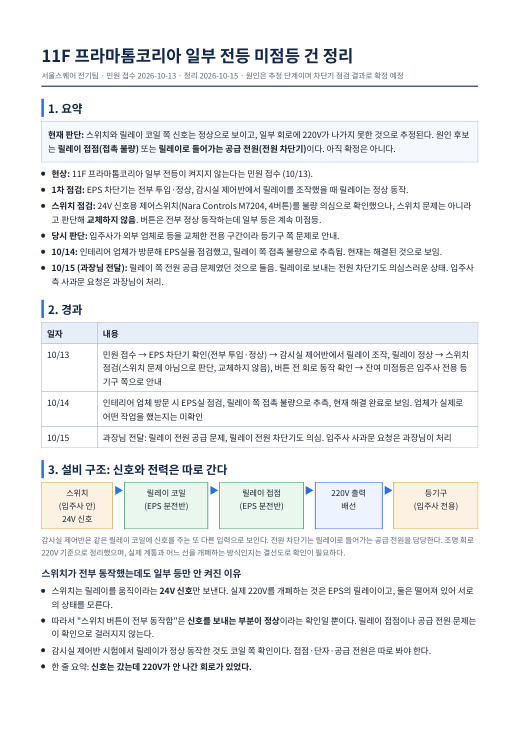 11F 프라마톰코리아 일부 전등 미점등 건 정리
서울스퀘어 전기팀 · 민원 접수 2026-10-13 · 정리 2026-10-15 · 원인은 추정 단계이며 차단기 점검 결과로 확정 예정
1. 요약
현재 판단: 스위치와 릴레이 코일 쪽 신호는 정상으로 보이고, 일부 회로에 220V가 나가지 못한 것으로 추정된다. 원인 후보
는 릴레이 접점(접촉 불량) 또는 릴레이로 들어가는 공급 전원(전원 차단기)이다. 아직 확정은 아니다.
• 현상: 11F 프라마톰코리아 일부 전등이 켜지지 않는다는 민원 접수 (10/13).
• 1차 점검: EPS 차단기는 전부 투입·정상, 감시실 제어반에서 릴레이를 조작했을 때 릴레이는 정상 동작.
• 스위치 점검: 24V 신호용 제어스위치(Nara Controls M7204, 4버튼)를 불량 의심으로 확인했으나, 스위치 문제는 아니라
고 판단해 교체하지 않음. 버튼은 전부 정상 동작하는데 일부 등은 계속 미점등.
• 당시 판단: 입주사가 외부 업체로 등을 교체한 전용 구간이라 등기구 쪽 문제로 안내.
• 10/14: 인테리어 업체가 방문해 EPS실을 점검했고, 릴레이 쪽 접촉 불량으로 추측됨. 현재는 해결된 것으로 보임.
• 10/15 (과장님 전달): 릴레이 쪽 전원 공급 문제였던 것으로 들음. 릴레이로 보내는 전원 차단기도 의심스러운 상태. 입주사
측 사과문 요청은 과장님이 처리.
2. 경과
일자 내용
10/13 민원 접수 → EPS 차단기 확인(전부 투입·정상) → 감시실 제어반에서 릴레이 조작, 릴레이 정상 → 스위치
점검(스위치 문제 아님으로 판단, 교체하지 않음), 버튼 전 회로 동작 확인 → 잔여 미점등은 입주사 전용 등
기구 쪽으로 안내
10/14 인테리어 업체 방문 시 EPS실 점검, 릴레이 쪽 접촉 불량으로 추측, 현재 해결 완료로 보임. 업체가 실제로
어떤 작업을 했는지는 미확인
10/15 과장님 전달: 릴레이 전원 공급 문제, 릴레이 전원 차단기도 의심. 입주사 사과문 요청은 과장님이 처리
3. 설비 구조: 신호와 전력은 따로 간다
스위치
(입주사 안)
24V 신호
릴레이 코일
(EPS 분전반)
릴레이 접점
(EPS 분전반)
220V 출력
배선
등기구
(입주사 전용)
감시실 제어반은 같은 릴레이 코일에 신호를 주는 또 다른 입력으로 보인다. 전원 차단기는 릴레이로 들어가는 공급 전원을 담당한다. 조명 회로
220V 기준으로 정리했으며, 실제 계통과 어느 선을 개폐하는 방식인지는 결선도로 확인이 필요하다.
스위치가 전부 동작했는데도 일부 등만 안 켜진 이유
• 스위치는 릴레이를 움직이라는 24V 신호만 보낸다. 실제 220V를 개폐하는 것은 EPS의 릴레이이고, 둘은 떨어져 있어 서로
의 상태를 모른다.
• 따라서 "스위치 버튼이 전부 동작함"은 신호를 보내는 부분이 정상이라는 확인일 뿐이다. 릴레이 접점이나 공급 전원 문제는
이 확인으로 걸러지지 않는다.
• 감시실 제어반 시험에서 릴레이가 정상 동작한 것도 코일 쪽 확인이다. 접점·단자·공급 전원은 따로 봐야 한다.
• 한 줄 요약: 신호는 갔는데 220V가 안 나간 회로가 있었다.